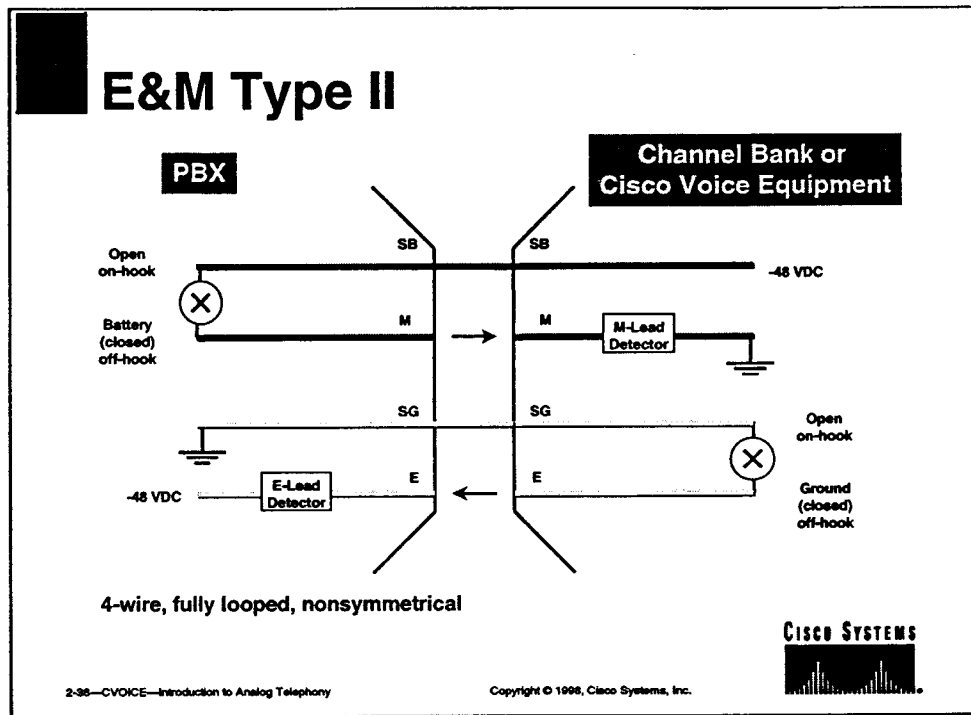 E&M Type II
PBX
Channel Bank or
Cisco Voice Equipment
SB
SB
Open
on-hook
-48 VDC
Battery
(closed)
off-hook
M
M
M-Lead
Detector
SG
SG
Open
on-hook
-48 VDC
E-Lead
Detector
E
E
Ground
(closed)
off-hook
4-wire, fully looped, nonsymmetrical
CISCO SYSTEMS
2-36—CVOICE—Introduction to Analog Telephony
Copyright © 1998, Cisco Systems, Inc.